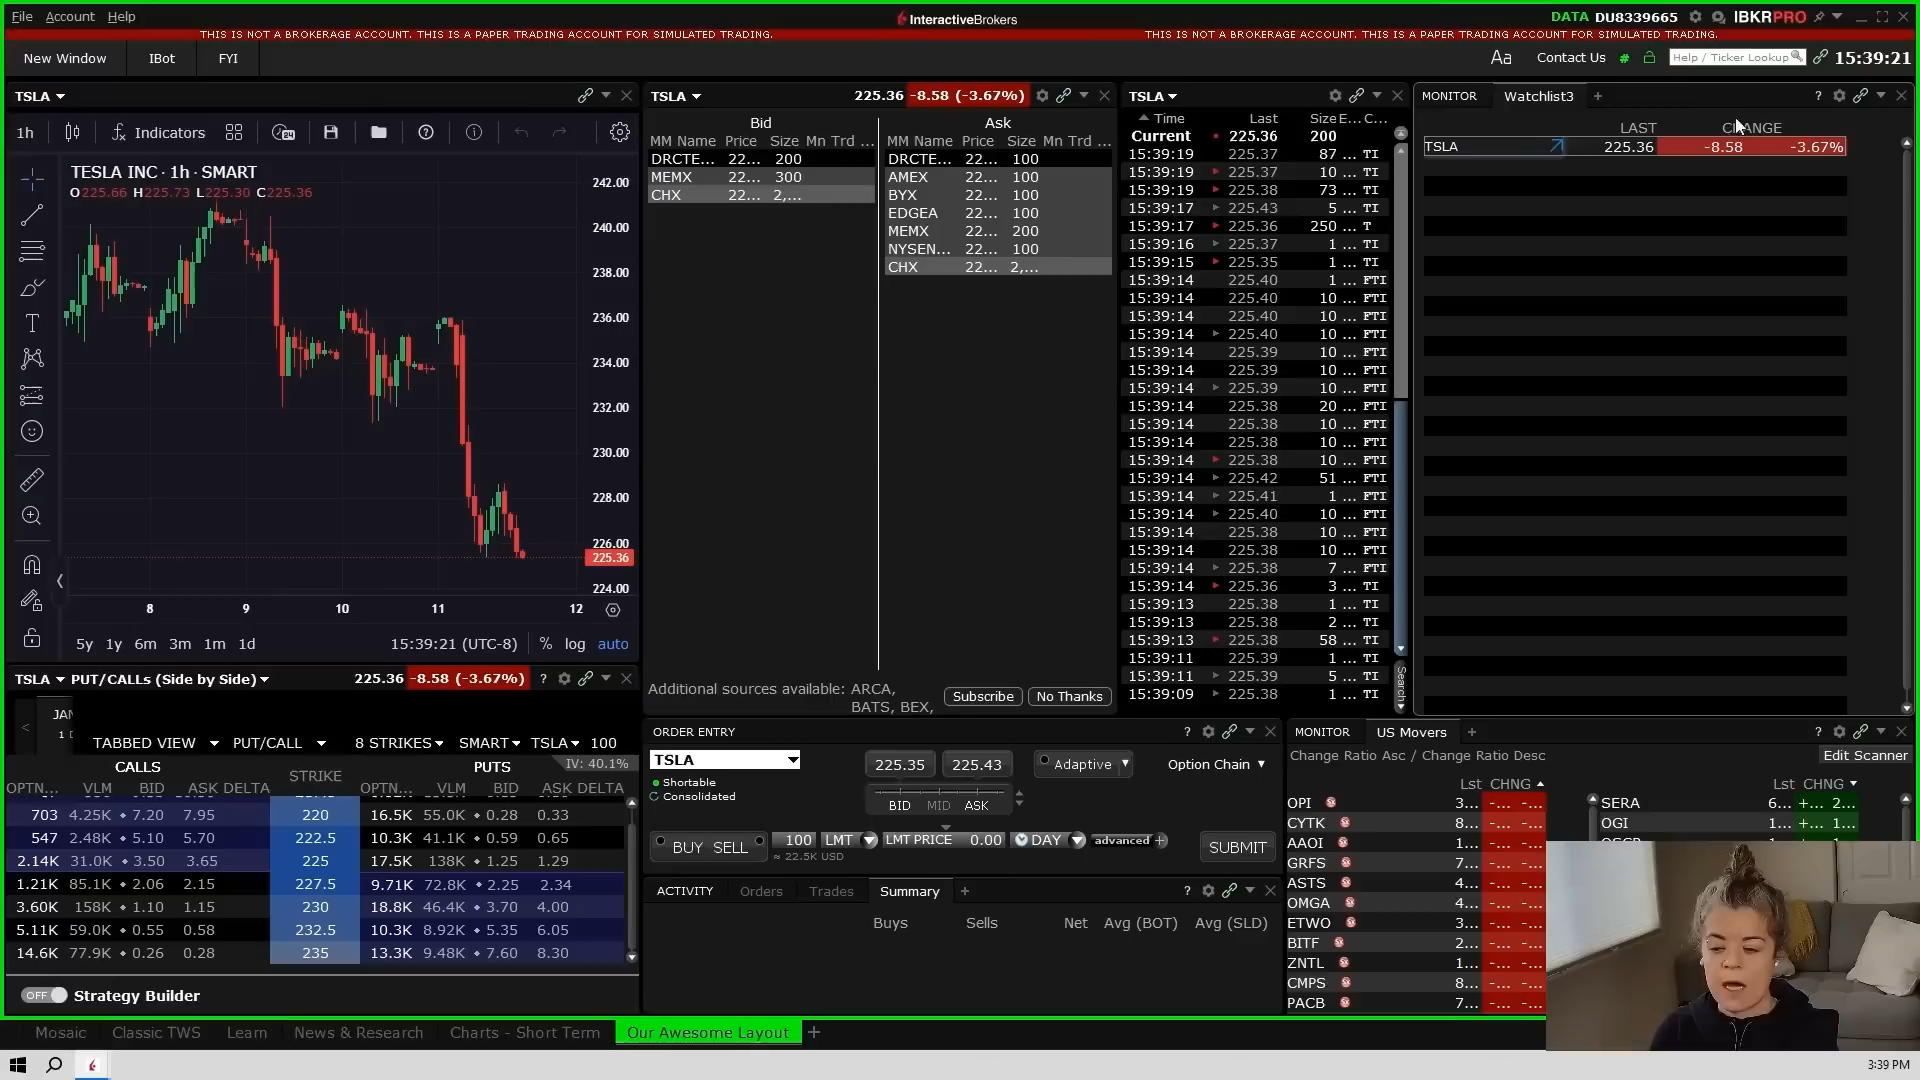 File Account Help
InteractiveBrokers
DATA DU8339665 IBKRPRO
THIS IS NOT A BROKERAGE ACCOUNT. THIS IS A PAPER TRADING ACCOUNT FOR SIMULATED TRADING.
THIS IS NOT A BROKERAGE ACCOUNT. THIS IS A PAPER TRADING ACCOUNT FOR SIMULATED TRADING.
New Window IBot FYI
Aa Contact Us # Help / Ticker Lookup 15:39:21
TSLA
1h Indicators
TESLA INC · 1h · SMART
O225.66 H225.73 L225.30 C225.36
242.00
240.00
238.00
236.00
234.00
232.00
230.00
228.00
226.00
225.36
224.00
8 9 10 11 12
5y 1y 6m 3m 1m 1d 15:39:21 (UTC-8) % log auto
TSLA 225.36 -8.58 (-3.67%)
Bid
MM Name Price Size Mn Trd ...
DRCTE... 22... 200
MEMX 22... 300
CHX 22... 2,...
Ask
MM Name Price Size Mn Trd ...
DRCTE... 22... 100
AMEX 22... 100
BYX 22... 100
EDGEA 22... 100
MEMX 22... 200
NYSEN... 22... 100
CHX 22... 2,...
Additional sources available: ARCA,
BATS, BEX,
Subscribe No Thanks
TSLA
Time Last Size E... C...
Current 225.36 200
15:39:19 225.37 87 ... TI
15:39:19 225.37 10 ... TI
15:39:19 225.38 73 ... TI
15:39:17 225.43 5 ... TI
15:39:17 225.36 250 ... T
15:39:16 225.37 1 ... TI
15:39:15 225.35 1 ... TI
15:39:14 225.40 1 ... FTI
15:39:14 225.40 10 ... FTI
15:39:14 225.40 10 ... FTI
15:39:14 225.40 10 ... FTI
15:39:14 225.39 10 ... FTI
15:39:14 225.39 10 ... FTI
15:39:14 225.39 10 ... FTI
15:39:14 225.38 20 ... FTI
15:39:14 225.38 10 ... FTI
15:39:14 225.38 10 ... FTI
15:39:14 225.38 10 ... FTI
15:39:14 225.42 51 ... FTI
15:39:14 225.41 1 ... FTI
15:39:14 225.40 10 ... FTI
15:39:14 225.38 10 ... FTI
15:39:14 225.38 10 ... FTI
15:39:14 225.38 7 ... FTI
15:39:14 225.36 3 ... TI
15:39:13 225.38 1 ... TI
15:39:13 225.38 2 ... TI
15:39:13 225.38 58 ... TI
15:39:11 225.39 1 ... TI
15:39:11 225.39 5 ... TI
15:39:09 225.38 1 ... TI
Search
MONITOR Watchlist3 +
LAST CHANGE
TSLA 225.36 -8.58 -3.67%
TSLA PUT/CALLs (Side by Side) 225.36 -8.58 (-3.67%)
TABBED VIEW PUT/CALL 8 STRIKES SMART TSLA 100
CALLS STRIKE PUTS IV: 40.1%
OPTN... VLM BID ASK DELTA OPTN... VLM BID ASK DELTA
703 4.25K 7.20 7.95 220 16.5K 55.0K 0.28 0.33
547 2.48K 5.10 5.70 222.5 10.3K 41.1K 0.59 0.65
2.14K 31.0K 3.50 3.65 225 17.5K 138K 1.25 1.29
1.21K 85.1K 2.06 2.15 227.5 9.71K 72.8K 2.25 2.34
3.60K 158K 1.10 1.15 230 18.8K 46.4K 3.70 4.00
5.11K 59.0K 0.55 0.58 232.5 10.3K 8.92K 5.35 6.05
14.6K 77.9K 0.26 0.28 235 13.3K 9.48K 7.60 8.30
OFF Strategy Builder
ORDER ENTRY
TSLA
Shortable
Consolidated
225.35 225.43 Adaptive Option Chain
BID MID ASK
BUY SELL 100 LMT LMT PRICE 0.00 DAY advanced + SUBMIT
≈ 22.5K USD
ACTIVITY Orders Trades Summary +
Buys Sells Net Avg (BOT) Avg (SLD)
MONITOR US Movers +
Change Ratio Asc / Change Ratio Desc Edit Scanner
Lst CHNG
OPI 3... -... -...
CYTK 8... -... -...
AAOI 1... -... -...
GRFS 7... -... -...
ASTS 4... -... -...
OMGA 4... -... -...
ETWO 3... -... -...
BITF 2... -... -...
ZNTL 1... -... -...
CMPS 8... -... -...
PACB 7... -... -...
Lst CHNG
SERA 6... +... 2...
OGI 1... +... 1...
Mosaic Classic TWS Learn News & Research Charts - Short Term Our Awesome Layout +
3:39 PM